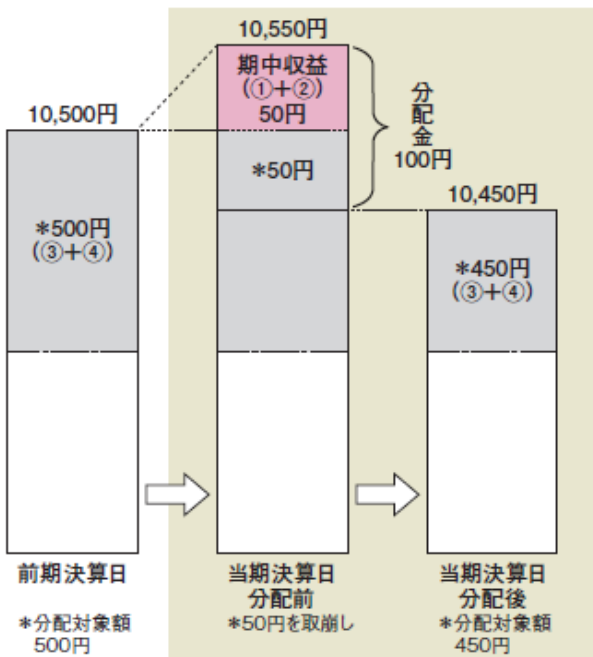 10,550円
期中収益
(①+②)
50円
分配金
100円
10,500円
*50円
10,450円
*500円
(③+④)
*450円
(③+④)
前期決算日
*分配対象額
500円
当期決算日
分配前
*50円を取崩し
当期決算日
分配後
*分配対象額
450円